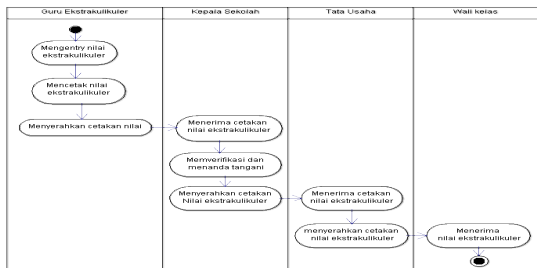 Guru Ekstrakulikuler
Kepala Sekolah
Tata Usaha
Wali kelas
Mengentry nilai
ekstrakulikuler
Mencetak nilai
ekstrakulikuler
Menyerahkan cetakan nilai
Menerima cetakan
nilai ekstrakulikuler
Memverifikasi dan
menanda tangani
Menyerahkan cetakan
Nilai ekstrakulikuler
Menerima cetakan
nilai ekstrakulikuler
menyerahkan cetakan
nilai ekstrakulikuler
Menerima
nilai ekstrakulikuler